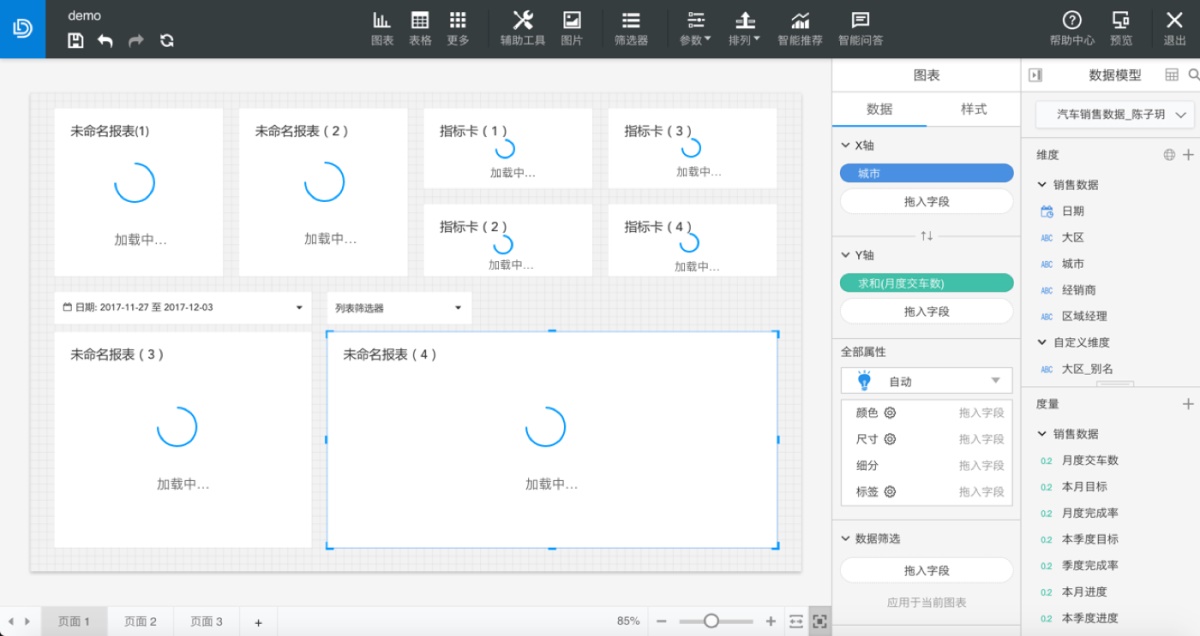 demo
图表
表格
更多
辅助工具
图片
筛选器
参数
排列
智能推荐
智能问答
帮助中心
预览
退出
未命名报表(1)
加载中...
未命名报表 ( 2 )
加载中...
指标卡 ( 1 )
加载中...
指标卡 ( 3 )
加载中...
指标卡 ( 2 )
加载中...
指标卡 ( 4 )
加载中...
日期: 2017-11-27 至 2017-12-03
列表筛选器
未命名报表 ( 3 )
加载中...
未命名报表 ( 4 )
加载中...
页面 1
页面 2
页面 3
+
85%
图表
数据
样式
X轴
城市
拖入字段
Y轴
求和(月度交车数)
拖入字段
全部属性
自动
颜色 拖入字段
尺寸 拖入字段
细分 拖入字段
标签 拖入字段
数据筛选
拖入字段
应用于当前图表
数据模型
汽车销售数据_陈子玥
维度
销售数据
日期
ABC 大区
ABC 城市
ABC 经销商
ABC 区域经理
自定义维度
ABC 大区_别名
度量
销售数据
0.2 月度交车数
0.2 本月目标
0.2 月度完成率
0.2 本季度目标
0.2 季度完成率
0.2 本月进度
0.2 本季度进度